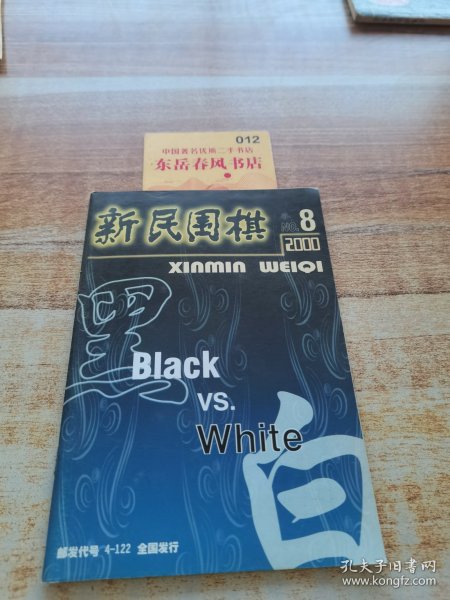 012
中国著名优质二手书店
东岳春风书店
新民围棋
NO. 8
2000
XINMIN WEIQI
黑
Black
vs.
White
白
邮发代号 4-122 全国发行
孔夫子旧书网
www.kongfz.com